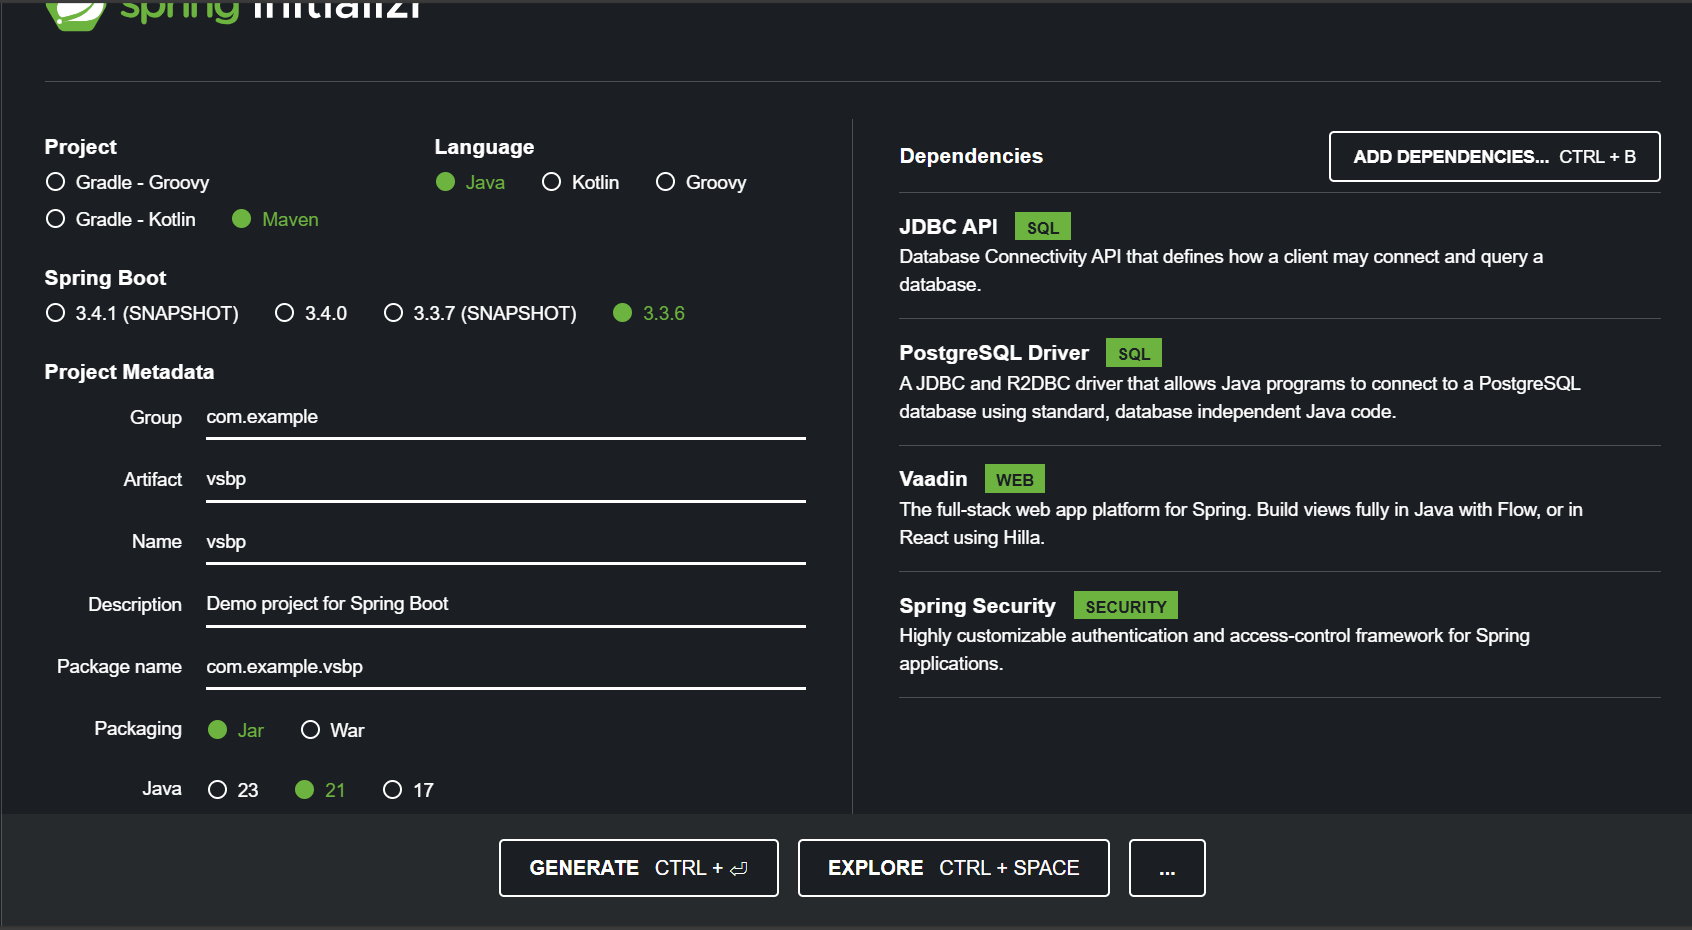 spring initializr
Project
Gradle - Groovy
Gradle - Kotlin Maven
Language
Java Kotlin Groovy
Spring Boot
3.4.1 (SNAPSHOT) 3.4.0 3.3.7 (SNAPSHOT) 3.3.6
Project Metadata
Group com.example
Artifact vsbp
Name vsbp
Description Demo project for Spring Boot
Package name com.example.vsbp
Packaging Jar War
Java 23 21 17
Dependencies
ADD DEPENDENCIES... CTRL + B
JDBC API SQL
Database Connectivity API that defines how a client may connect and query a
database.
PostgreSQL Driver SQL
A JDBC and R2DBC driver that allows Java programs to connect to a PostgreSQL
database using standard, database independent Java code.
Vaadin WEB
The full-stack web app platform for Spring. Build views fully in Java with Flow, or in
React using Hilla.
Spring Security SECURITY
Highly customizable authentication and access-control framework for Spring
applications.
GENERATE CTRL + ⏎
EXPLORE CTRL + SPACE
...